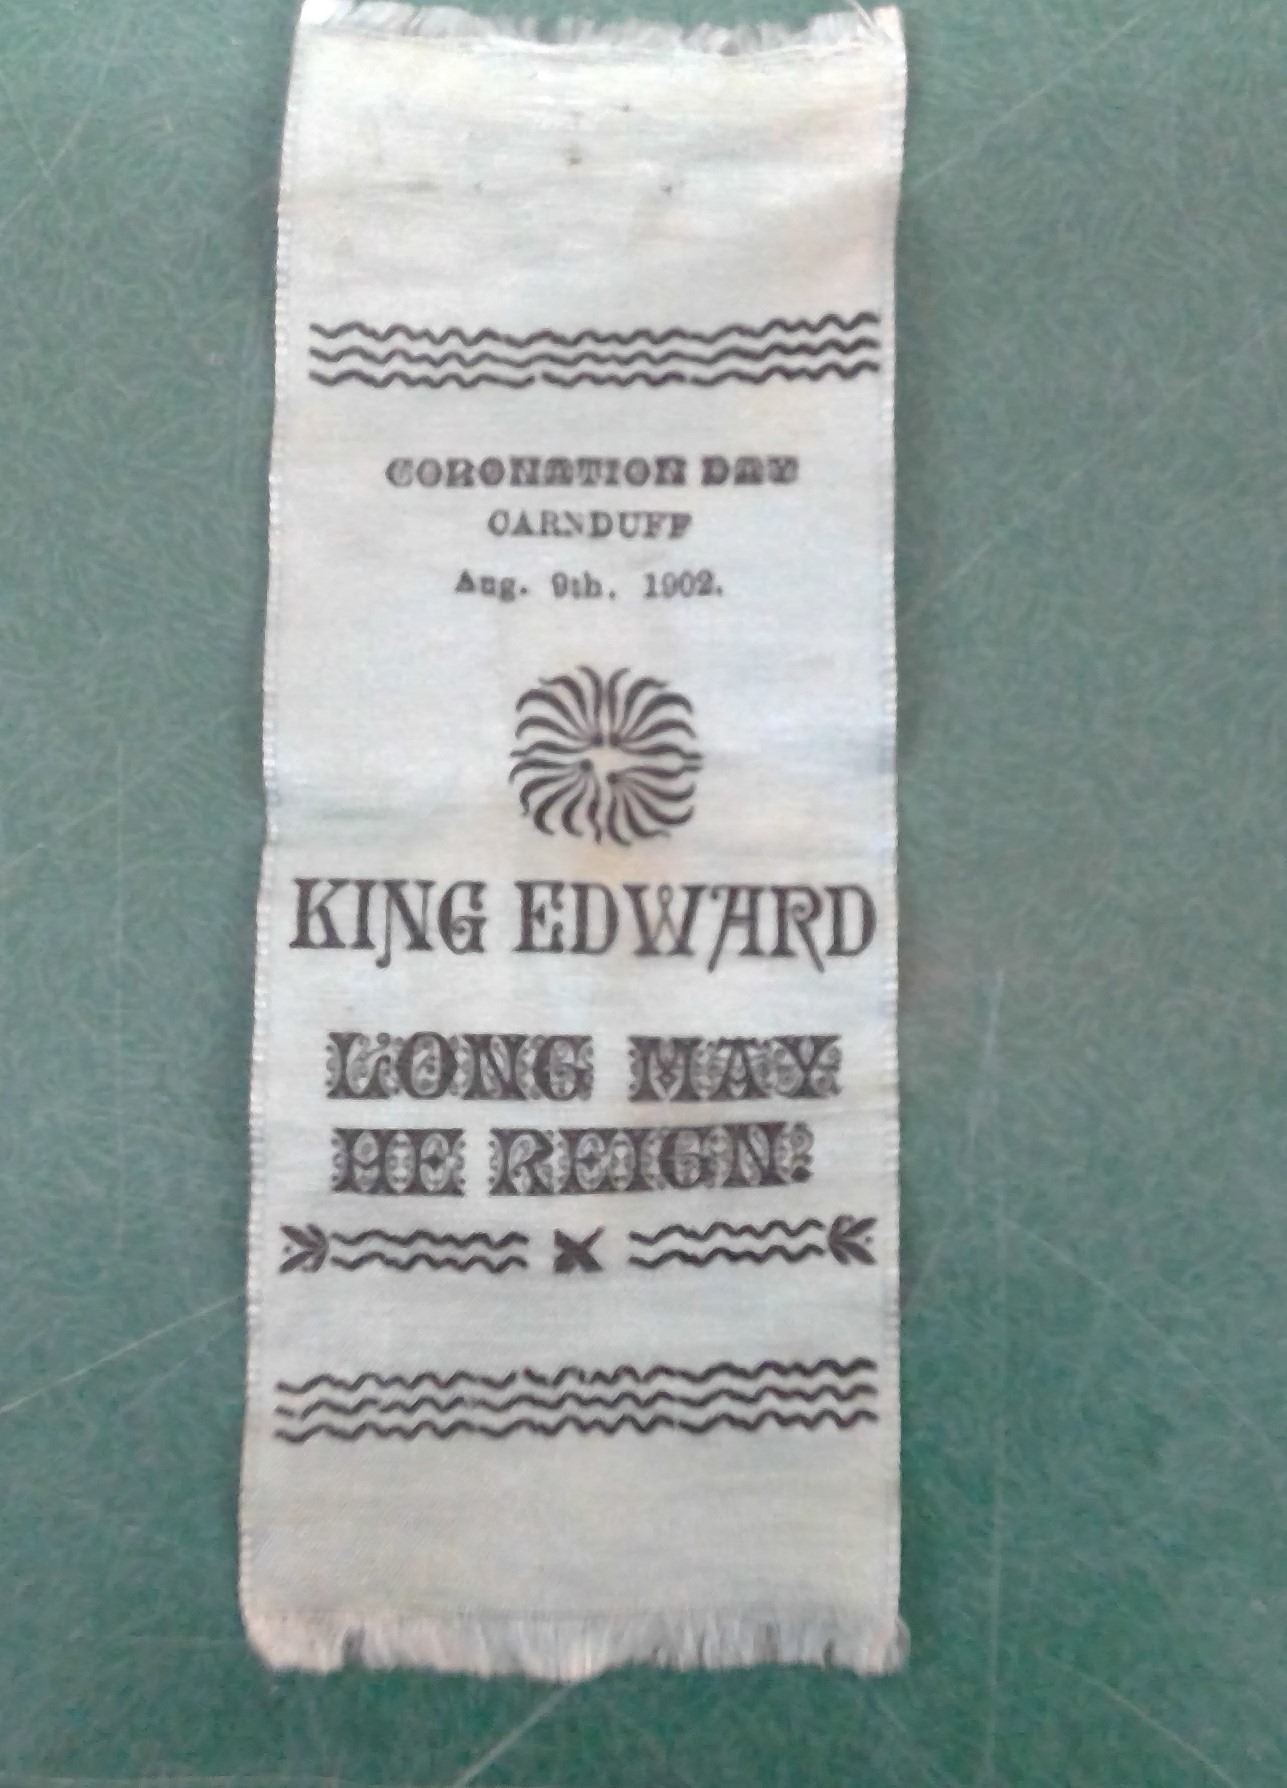 CORONATION DAY
CARNDUFF
Aug. 9th. 1902.
KING EDWARD
LONG MAY
HE REIGN!